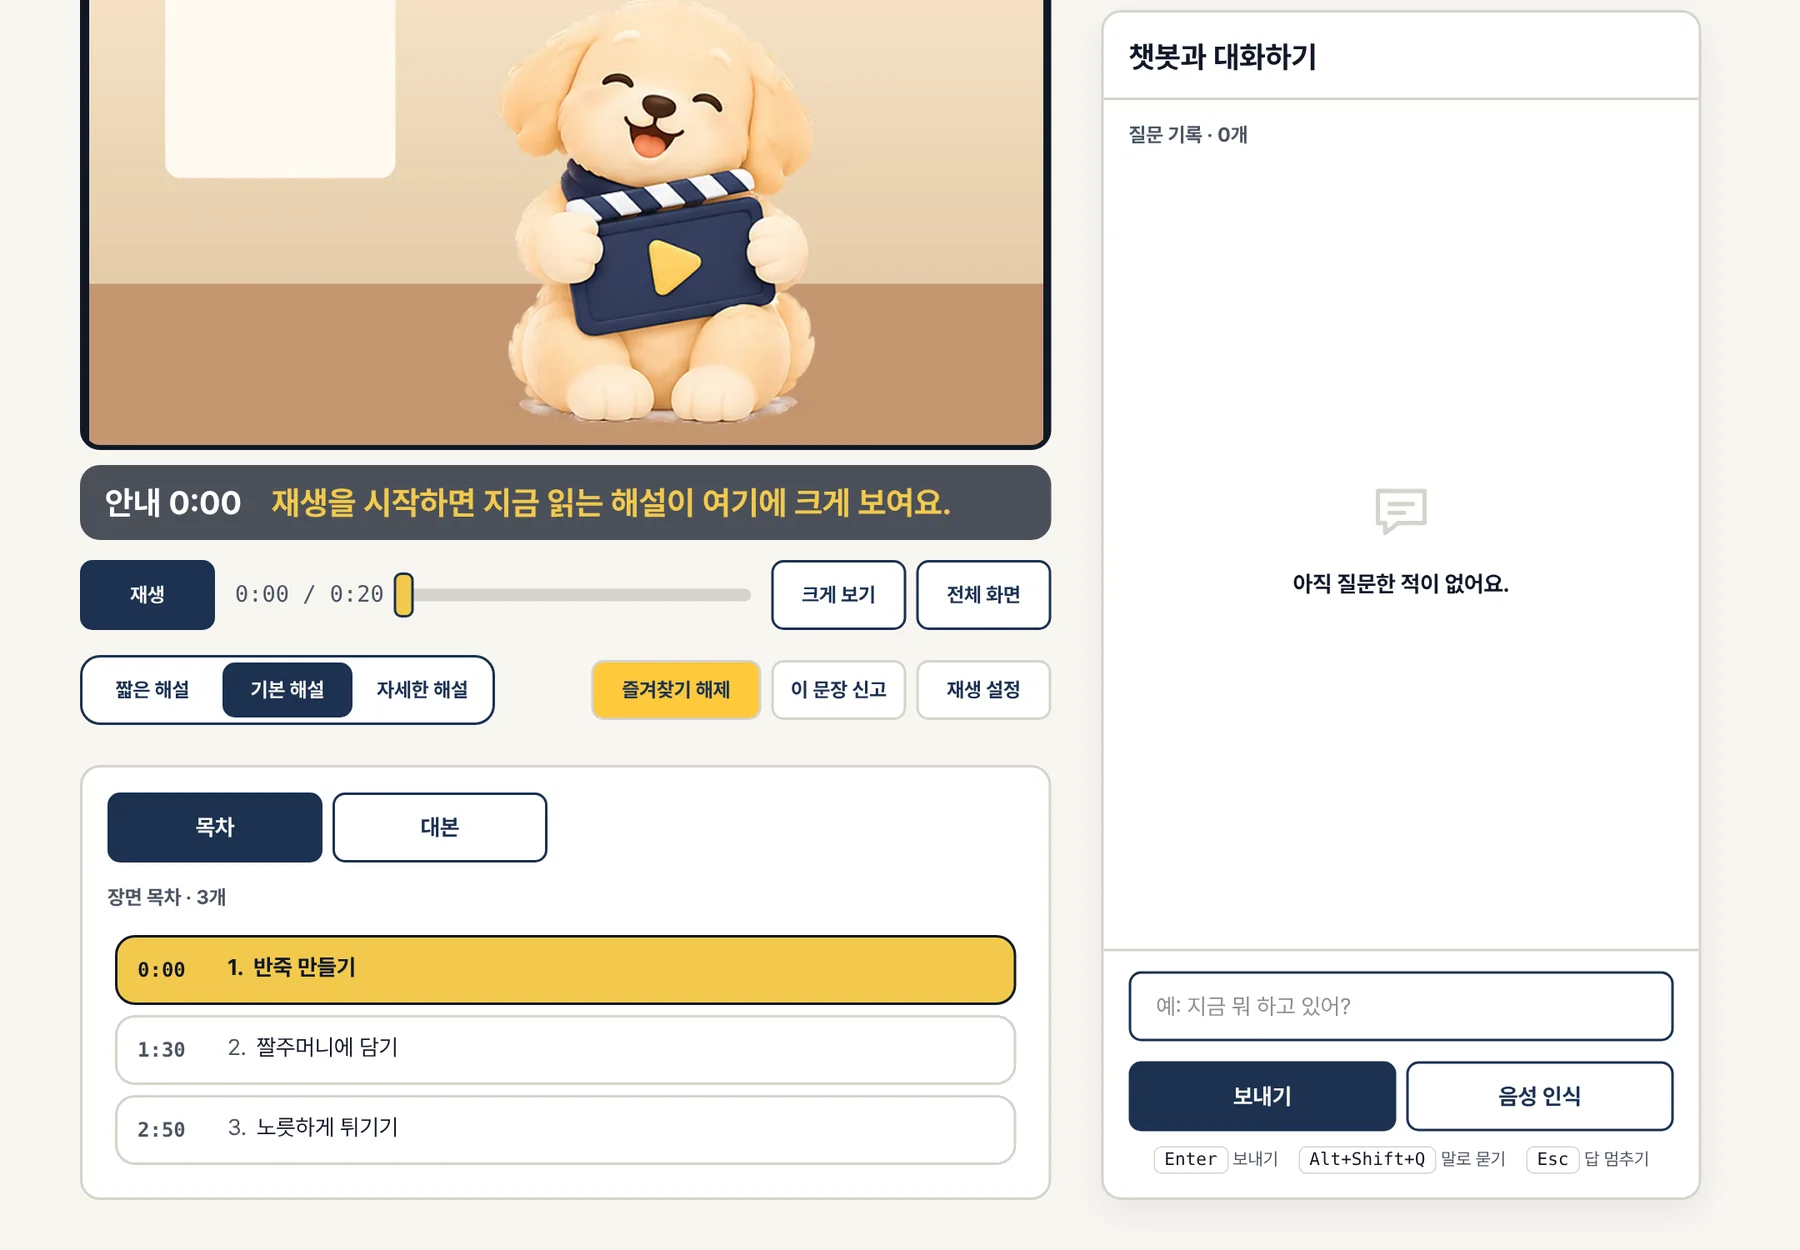 안내 0:00 재생을 시작하면 지금 읽는 해설이 여기에 크게 보여요.
재생 0:00 / 0:20 크게 보기 전체 화면
짧은 해설 기본 해설 자세한 해설 즐겨찾기 해제 이 문장 신고 재생 설정
목차 대본
장면 목차 · 3개
0:00 1. 반죽 만들기
1:30 2. 짤주머니에 담기
2:50 3. 노릇하게 튀기기
챗봇과 대화하기
질문 기록 · 0개
아직 질문한 적이 없어요.
예: 지금 뭐 하고 있어?
보내기 음성 인식
Enter 보내기 Alt+Shift+Q 말로 묻기 Esc 답 멈추기